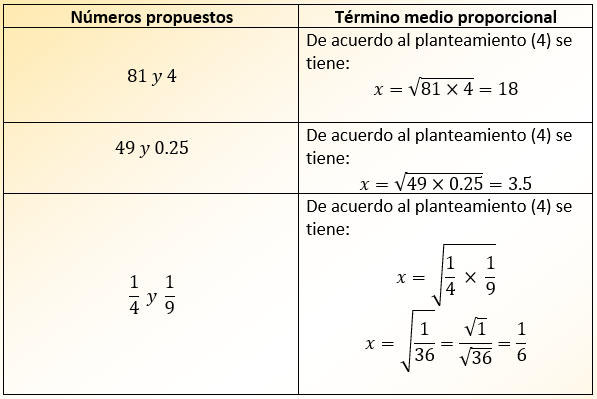 Números propuestos
Término medio proporcional
81 y 4
De acuerdo al planteamiento (4) se
tiene:
x = √81 × 4 = 18
49 y 0.25
De acuerdo al planteamiento (4) se
tiene:
x = √49 × 0.25 = 3.5
1/4 y 1/9
De acuerdo al planteamiento (4) se
tiene:
x = √1/4 × 1/9
x = √1/36 = √1/√36 = 1/6